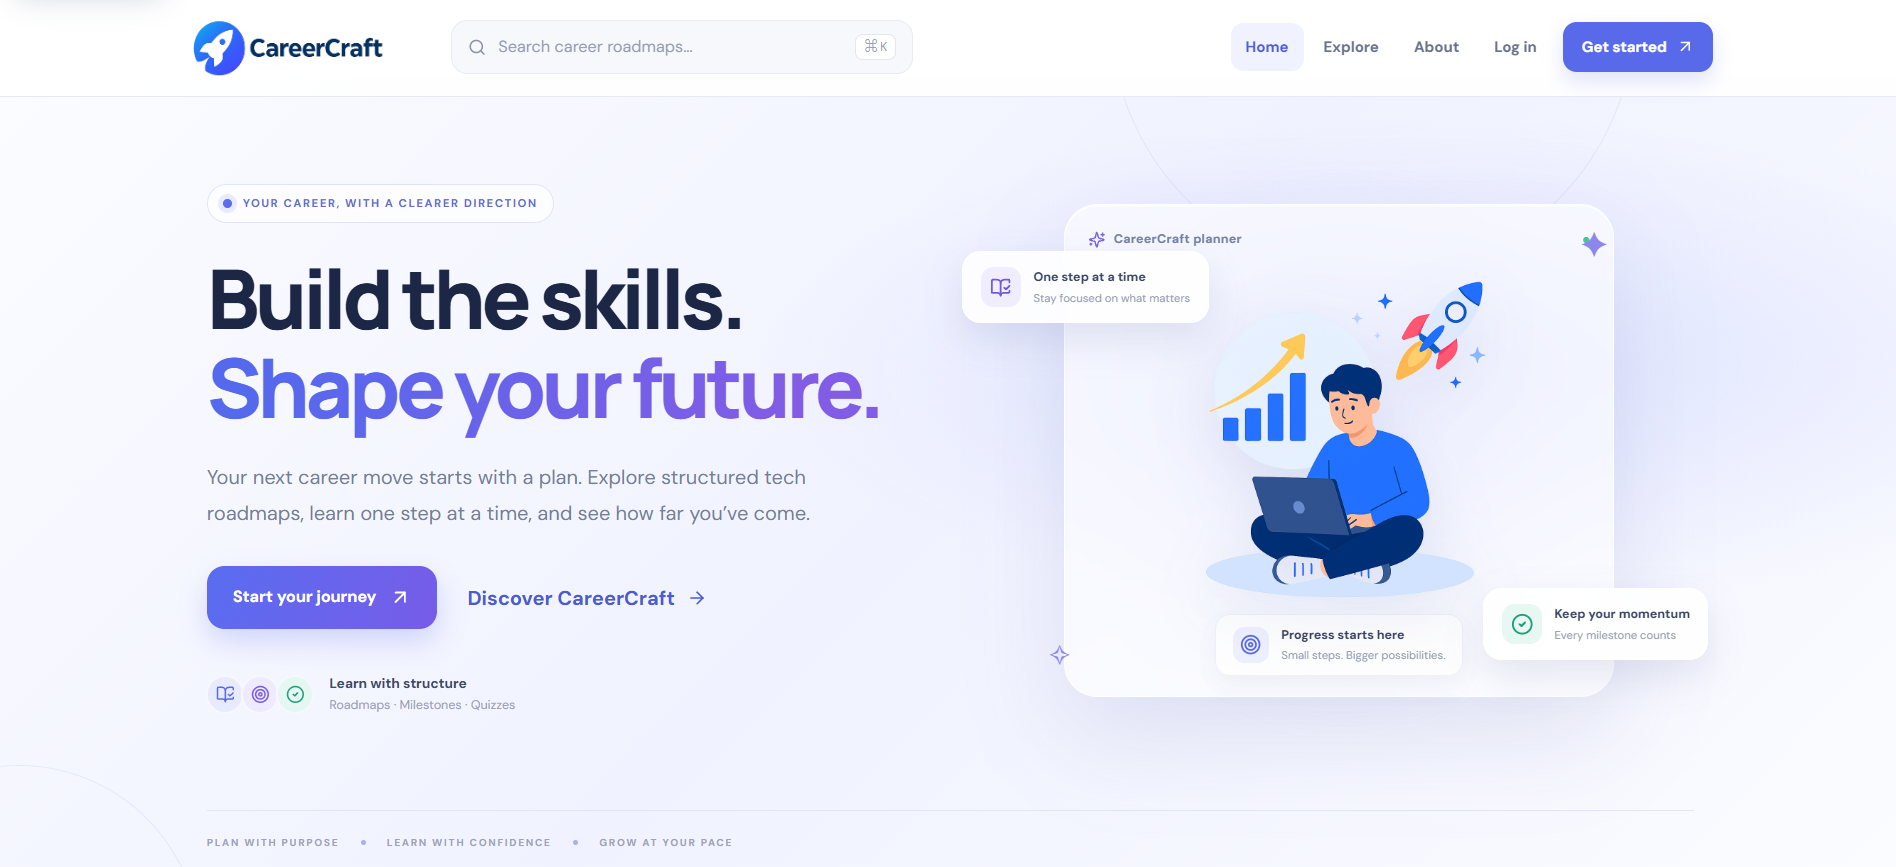 CareerCraft
Search career roadmaps...
⌘K
Home
Explore
About
Log in
Get started
YOUR CAREER, WITH A CLEARER DIRECTION
Build the skills.
Shape your future.
Your next career move starts with a plan. Explore structured tech
roadmaps, learn one step at a time, and see how far you’ve come.
Start your journey
Discover CareerCraft
Learn with structure
Roadmaps · Milestones · Quizzes
CareerCraft planner
One step at a time
Stay focused on what matters
Progress starts here
Small steps. Bigger possibilities.
Keep your momentum
Every milestone counts
PLAN WITH PURPOSE
LEARN WITH CONFIDENCE
GROW AT YOUR PACE